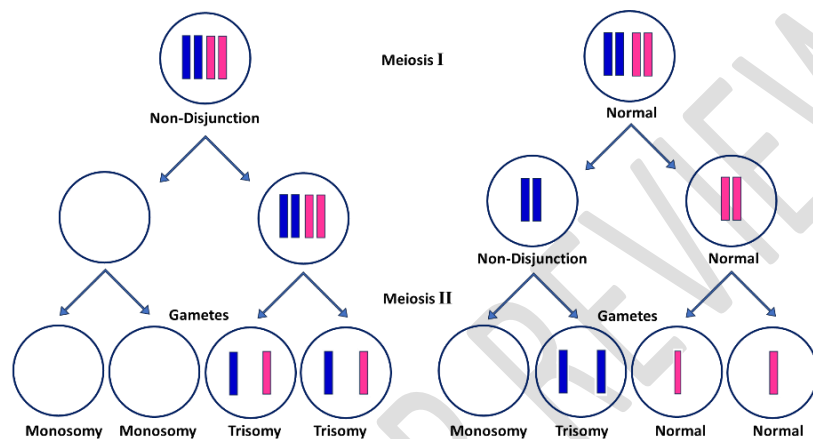 Meiosis I
Non-Disjunction
Normal
Non-Disjunction
Normal
Meiosis II
Gametes
Gametes
Monosomy
Monosomy
Trisomy
Trisomy
Monosomy
Trisomy
Normal
Normal
REVIEW